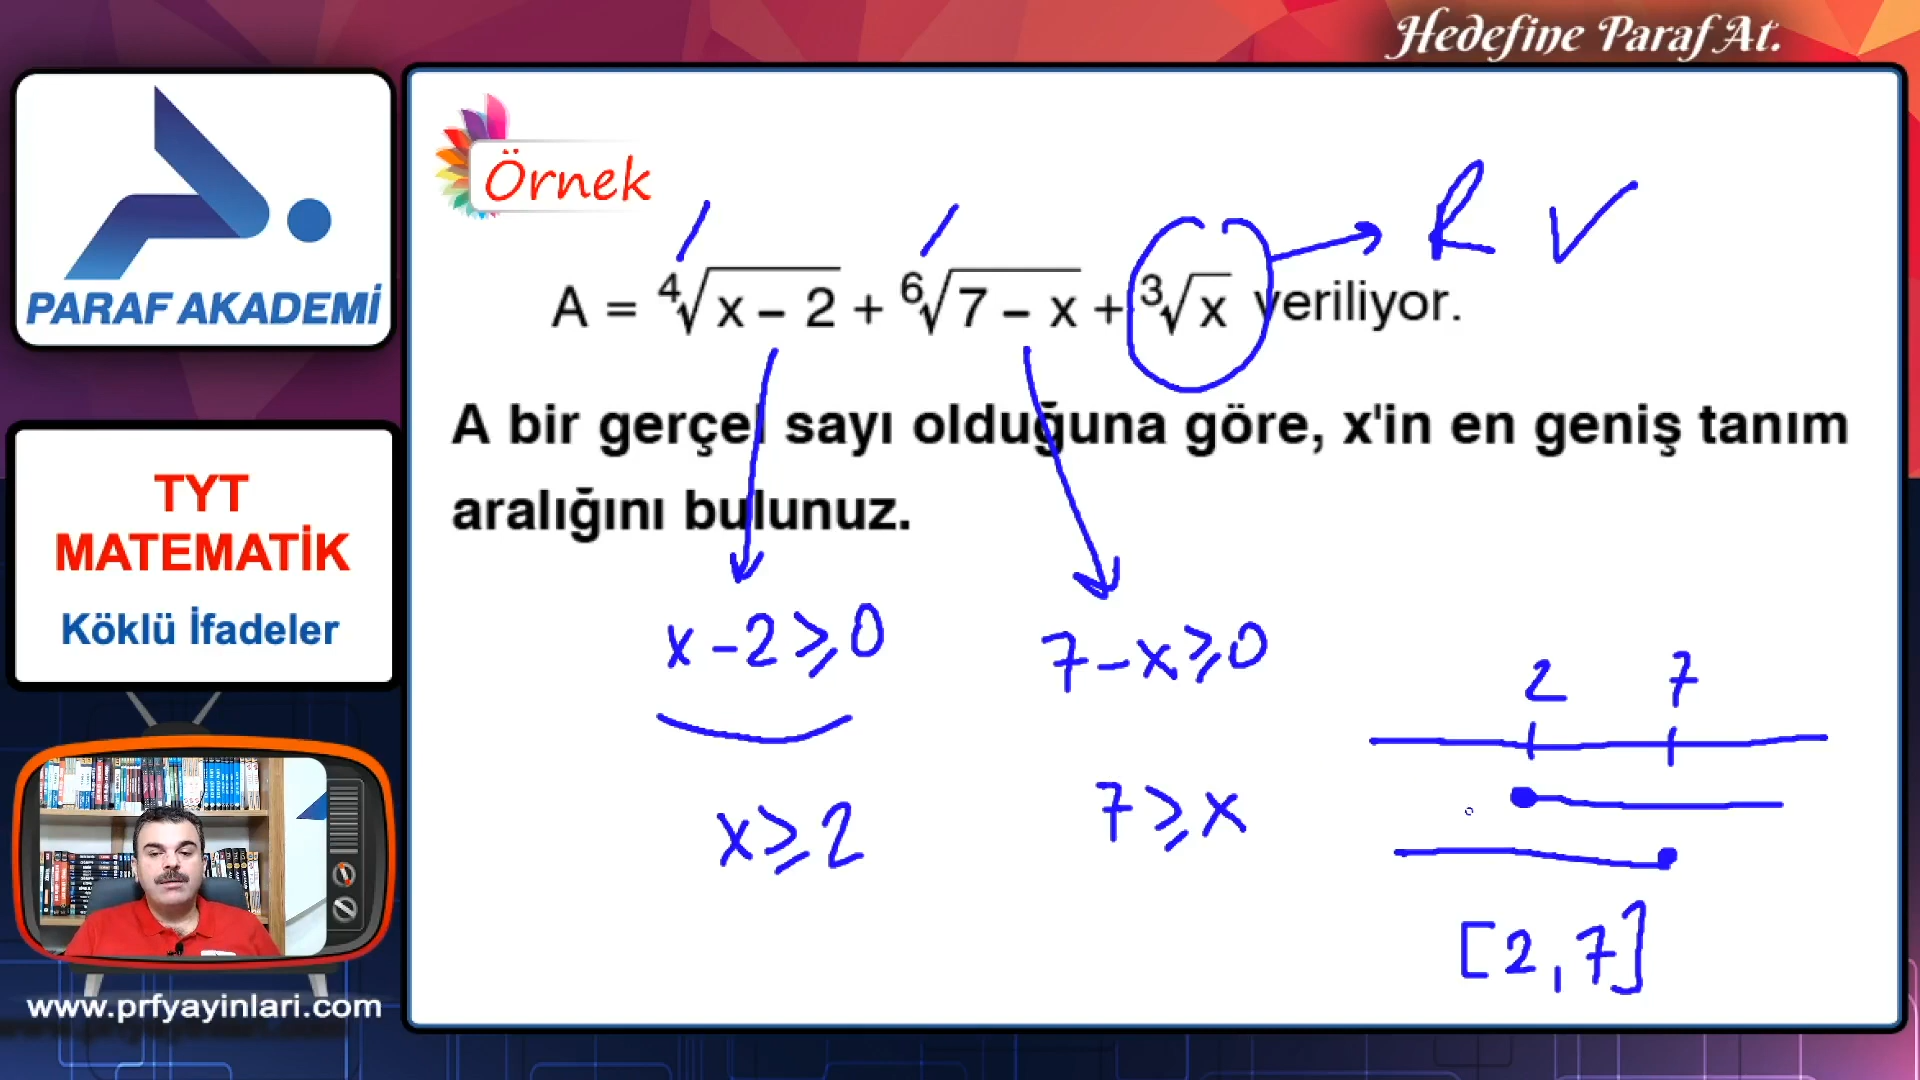 Hedefine Paraf At.
PARAF AKADEMİ
TYT
MATEMATİK
Köklü İfadeler
www.prfyayinlari.com
Örnek
R ✓
A = ⁴√(x – 2) + ⁶√(7 – x) + ³√x veriliyor.
A bir gerçel sayı olduğuna göre, x'in en geniş tanım
aralığını bulunuz.
x - 2 ≥ 0
7 - x ≥ 0
x ≥ 2
7 ≥ x
2 7
[2, 7]